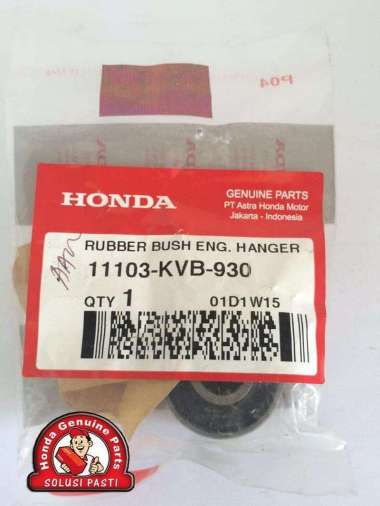 P04
HONDA
GENUINE PARTS
PT Astra Honda Motor
Jakarta - Indonesia
RUBBER BUSH ENG. HANGER
11103-KVB-930
QTY 1 01D1W15
Honda Genuine Parts
SOLUSI PASTI